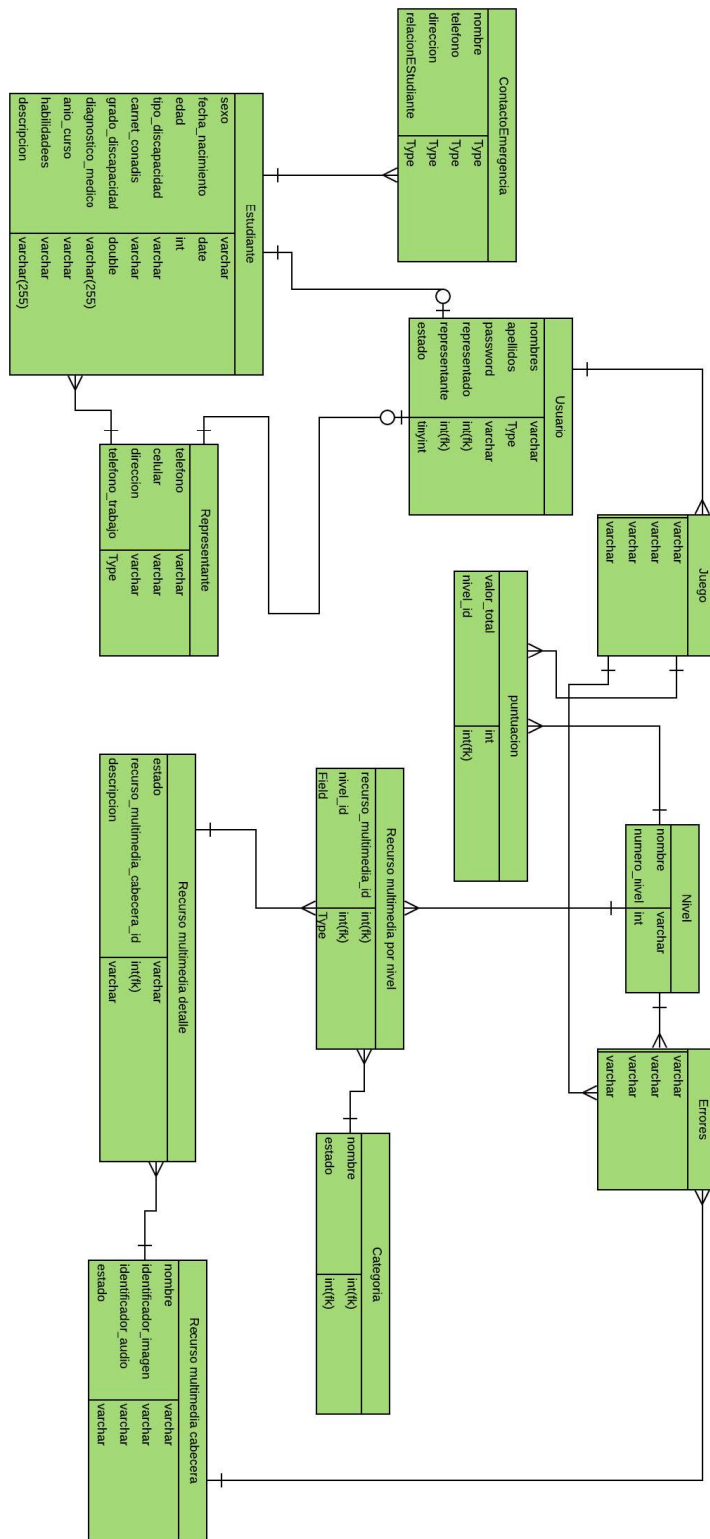 Juego
varchar
varchar
varchar
varchar
Errores
varchar
varchar
varchar
varchar
Nivel
nombre varchar
numero_nivel int
Usuario
nombres varchar
apellidos Type
password varchar
representado int(fk)
representante int(fk)
estado tinyint
puntuacion
valor_total int
nivel_id int(fk)
ContactoEmergencia
nombre Type
telefono Type
direccion Type
relacionEStudiante Type
Recurso multimedia por nivel
recurso_multimedia_id int(fk)
nivel_id int(fk)
Field Type
Categoria
nombre int(fk)
estado int(fk)
Estudiante
sexo varchar
fecha_nacimiento date
edad int
tipo_discapacidad varchar
carnet_conadis varchar
grado_discapacidad double
diagnostico_medico varchar(255)
anio_curso varchar
habilidadees varchar
descripcion varchar(255)
Representante
telefono varchar
celular varchar
direccion varchar
telefono_trabajo Type
Recurso multimedia detalle
estado varchar
recurso_multimedia_cabecera_id int(fk)
descripcion varchar
Recurso multimedia cabecera
nombre varchar
identificador_imagen varchar
identificador_audio varchar
estado varchar